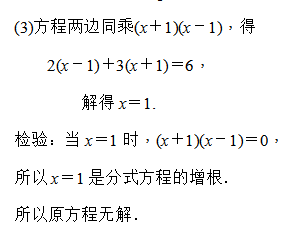 (3)方程两边同乘(x+1)(x-1)，得
2(x-1)+3(x+1)=6，
解得 x=1.
检验：当 x=1 时，(x+1)(x-1)=0，
所以 x=1 是分式方程的增根.
所以原方程无解.